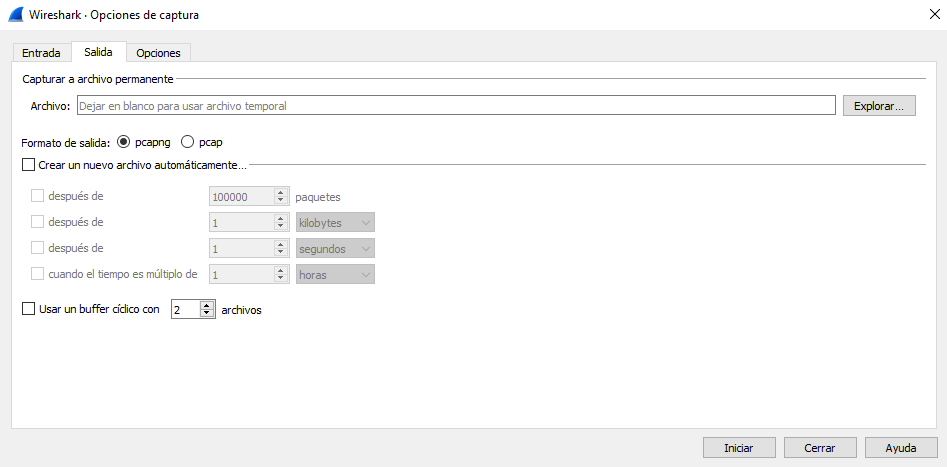 Wireshark · Opciones de captura
Entrada Salida Opciones
Capturar a archivo permanente
Archivo: Dejar en blanco para usar archivo temporal Explorar...
Formato de salida: pcapng pcap
Crear un nuevo archivo automáticamente...
después de 100000 paquetes
después de 1 kilobytes
después de 1 segundos
cuando el tiempo es múltiplo de 1 horas
Usar un buffer cíclico con 2 archivos
Iniciar Cerrar Ayuda